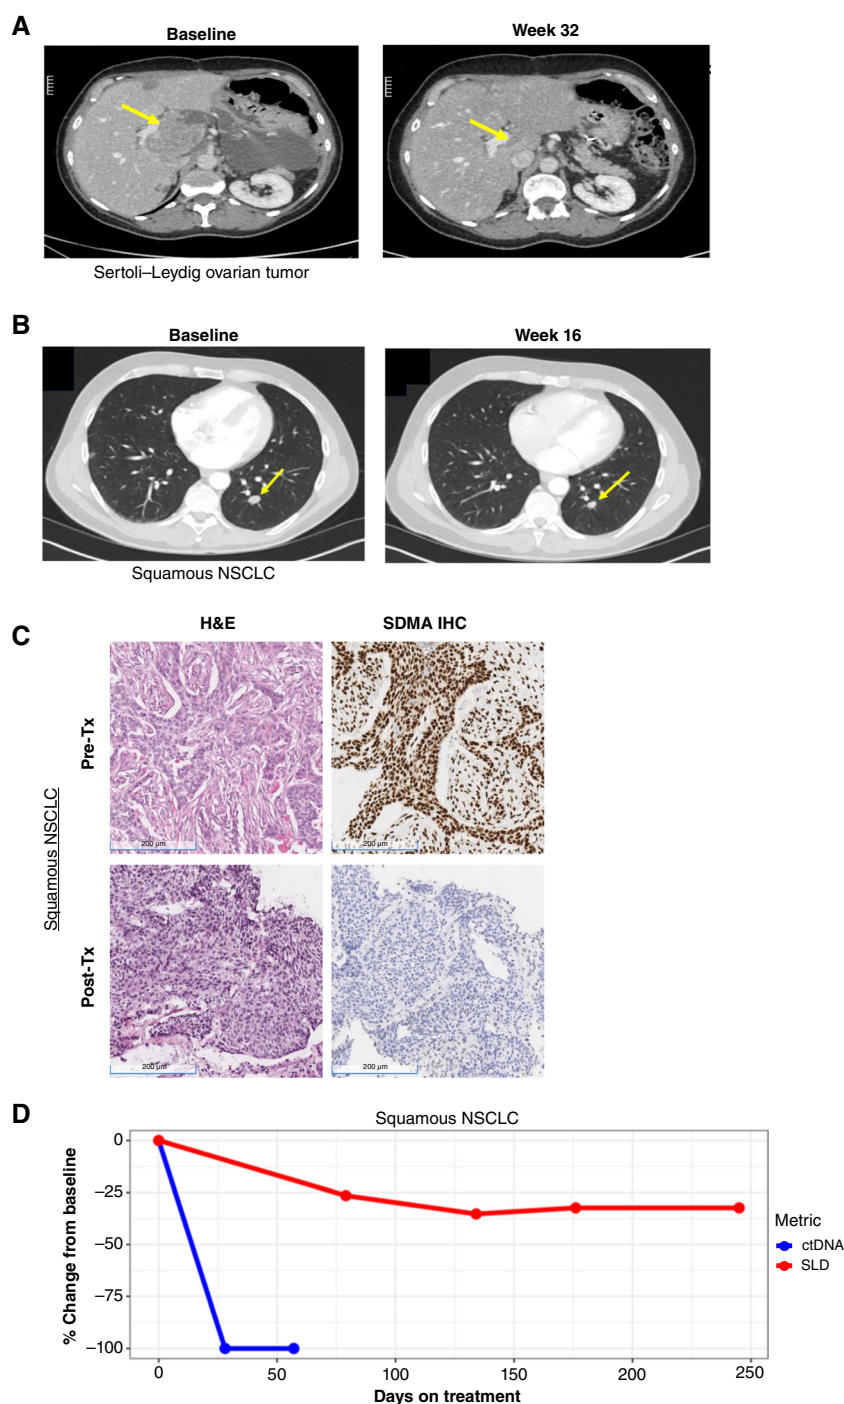 A
Baseline
Week 32
Sertoli–Leydig ovarian tumor
B
Baseline
Week 16
Squamous NSCLC
C
H&E
SDMA IHC
Squamous NSCLC
Pre-Tx
200 µm
200 µm
Post-Tx
200 µm
200 µm
D
Squamous NSCLC
% Change from baseline
0
−25
−50
−75
−100
0
50
100
150
200
250
Days on treatment
Metric
ctDNA
SLD